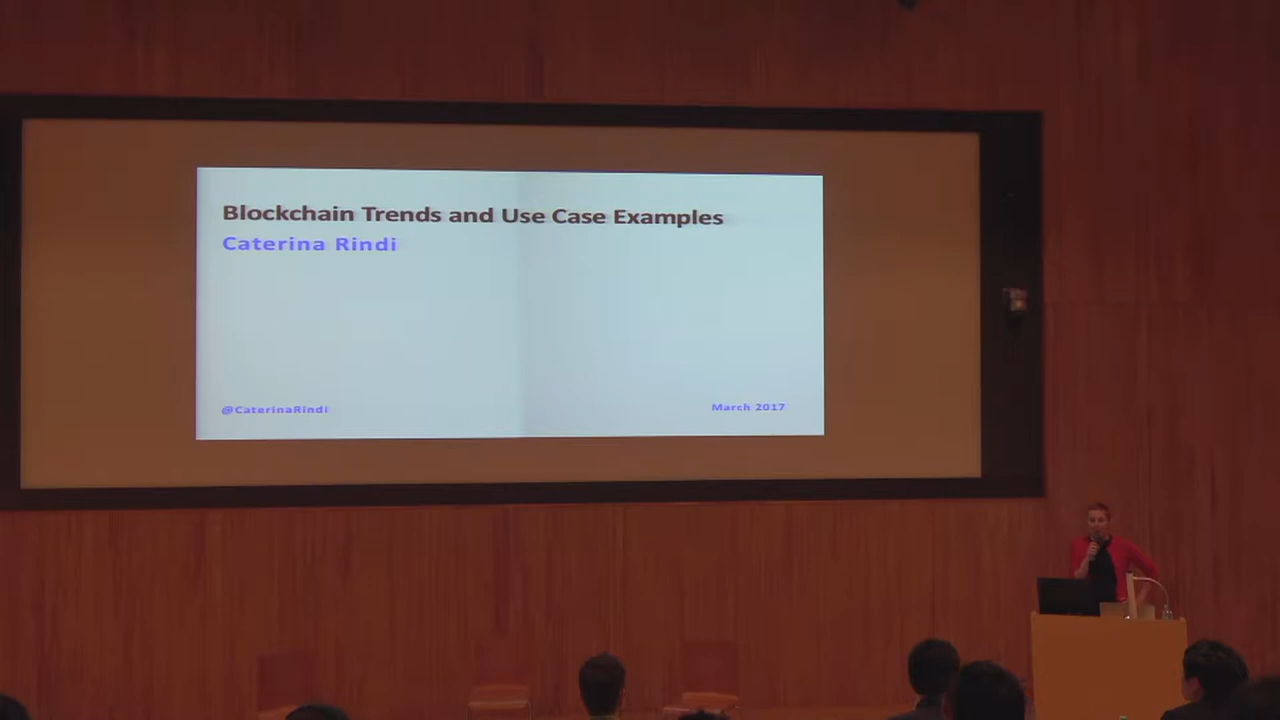 Blockchain Trends and Use Case Examples
Caterina Rindi
@CaterinaRindi
March 2017